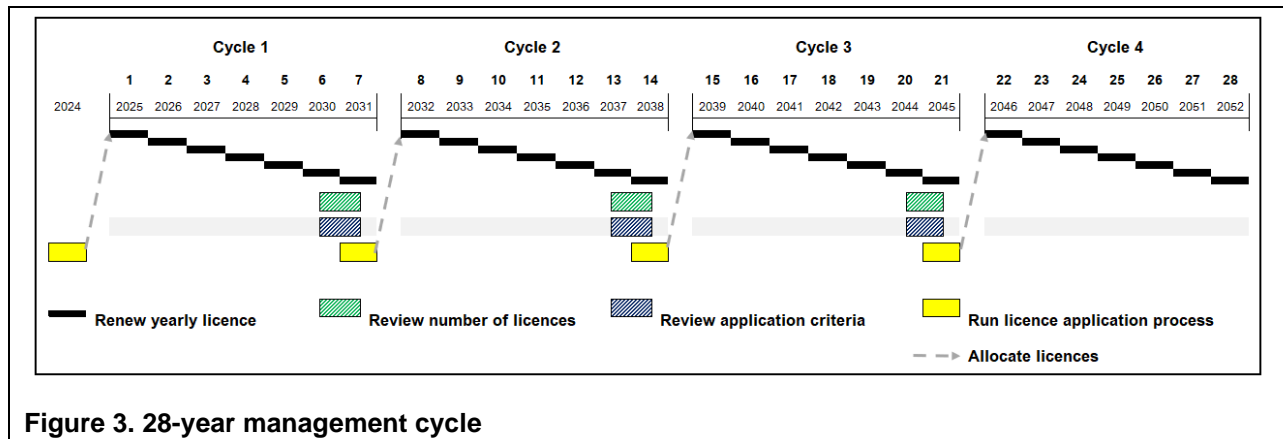 Cycle 1 Cycle 2 Cycle 3 Cycle 4
1 2 3 4 5 6 7 8 9 10 11 12 13 14 15 16 17 18 19 20 21 22 23 24 25 26 27 28
2024 2025 2026 2027 2028 2029 2030 2031 2032 2033 2034 2035 2036 2037 2038 2039 2040 2041 2042 2043 2044 2045 2046 2047 2048 2049 2050 2051 2052
Renew yearly licence Review number of licences Review application criteria Run licence application process
Allocate licences
Figure 3. 28-year management cycle